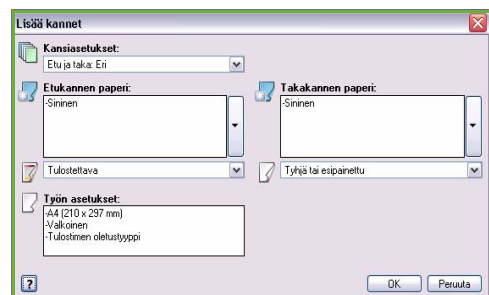 Lisää kannet
Kansiasetukset:
Etu ja taka: Eri
Etukannen paperi:
-Sininen
Tulostettava
Takakannen paperi:
-Sininen
Tyhjä tai esipainettu
Työn asetukset:
-A4 (210 x 297 mm)
-Valkoinen
-Tulostimen oletustyyppi
?
OK
Peruuta